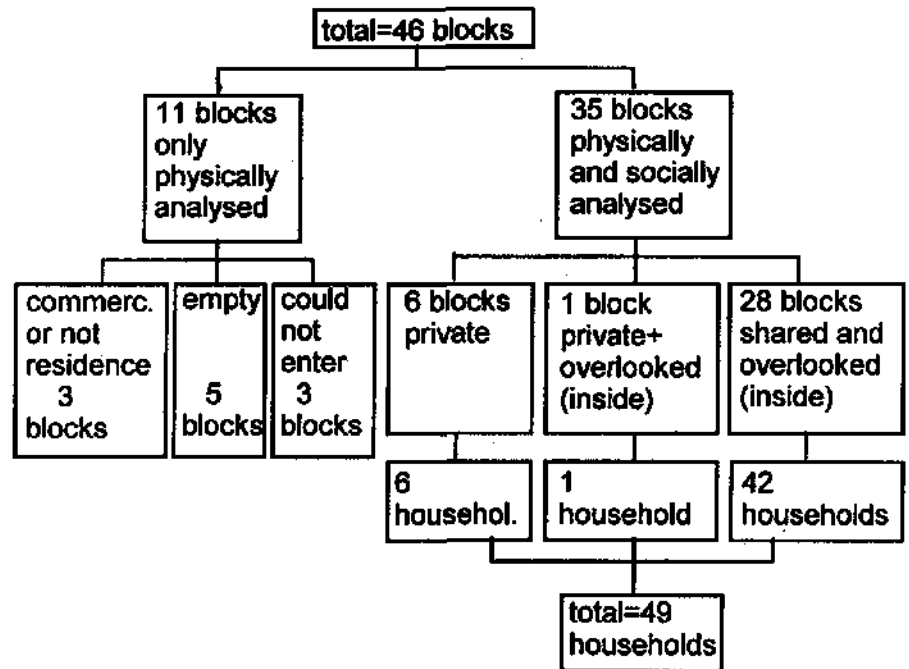 total=46 blocks
11 blocks
only
physically
analysed
35 blocks
physically
and socially
analysed
commerc.
or not
residence
3
blocks
empty
5
blocks
could
not
enter
3
blocks
6 blocks
private
1 block
private+
overlooked
(inside)
28 blocks
shared and
overlooked
(inside)
6
househol.
1
household
42
households
total=49
households